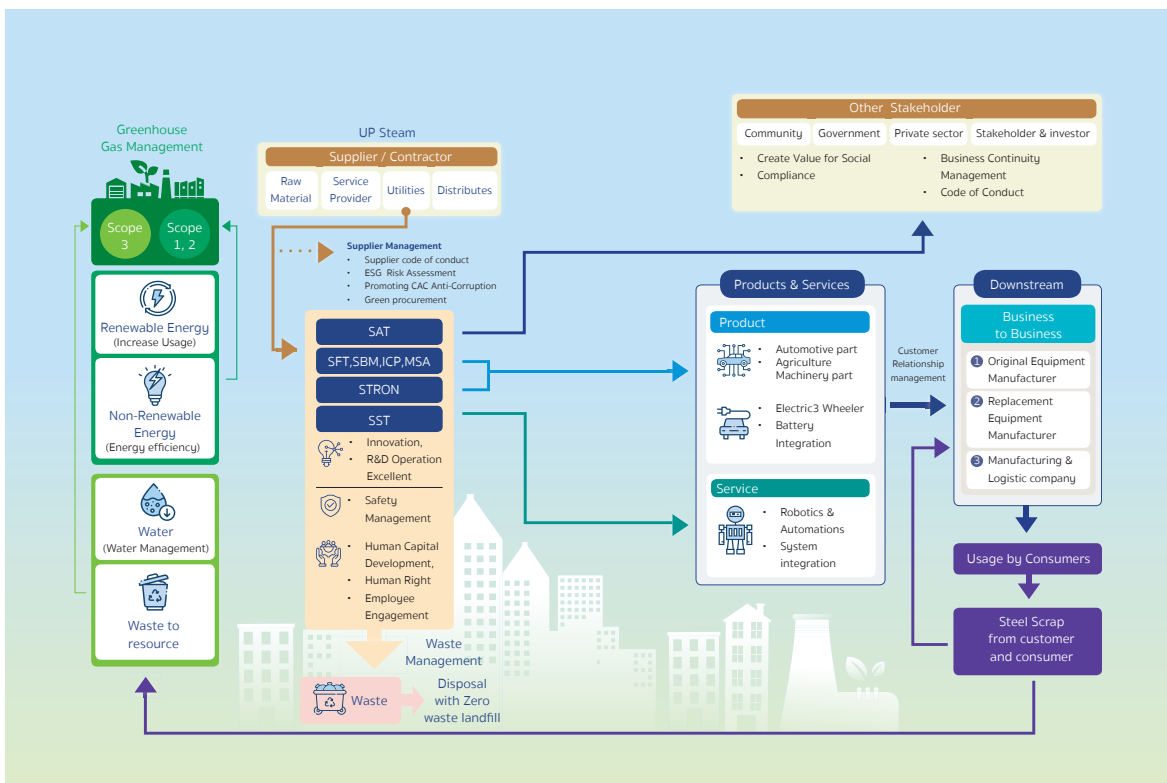 Greenhouse
Gas Management
Scope
3
Scope
1, 2
Renewable Energy
(Increase Usage)
Non-Renewable
Energy
(Energy efficiency)
Water
(Water Management)
Waste to
resource
UP Steam
Supplier / Contractor
Raw
Material
Service
Provider
Utilities
Distributes
Supplier Management
• Supplier code of conduct
• ESG Risk Assessment
• Promoting CAC Anti-Corruption
• Green procurement
SAT
SFT,SBM,ICP,MSA
STRON
SST
• Innovation,
• R&D Operation
Excellent
• Safety
Management
• Human Capital
Development,
• Human Right
• Employee
Engagement
Waste
Management
Waste
Disposal
with Zero
waste landfill
Other Stakeholder
Community
Government
Private sector
Stakeholder & investor
• Create Value for Social
• Compliance
• Business Continuity
Management
• Code of Conduct
Products & Services
Product
• Automotive part
• Agriculture
Machinery part
• Electric3 Wheeler
• Battery
Integration
Service
• Robotics &
Automations
• System
integration
Customer
Relationship
management
Downstream
Business
to Business
1 Original Equipment
Manufacturer
2 Replacement
Equipment
Manufacturer
3 Manufacturing &
Logistic company
Usage by Consumers
Steel Scrap
from customer
and consumer